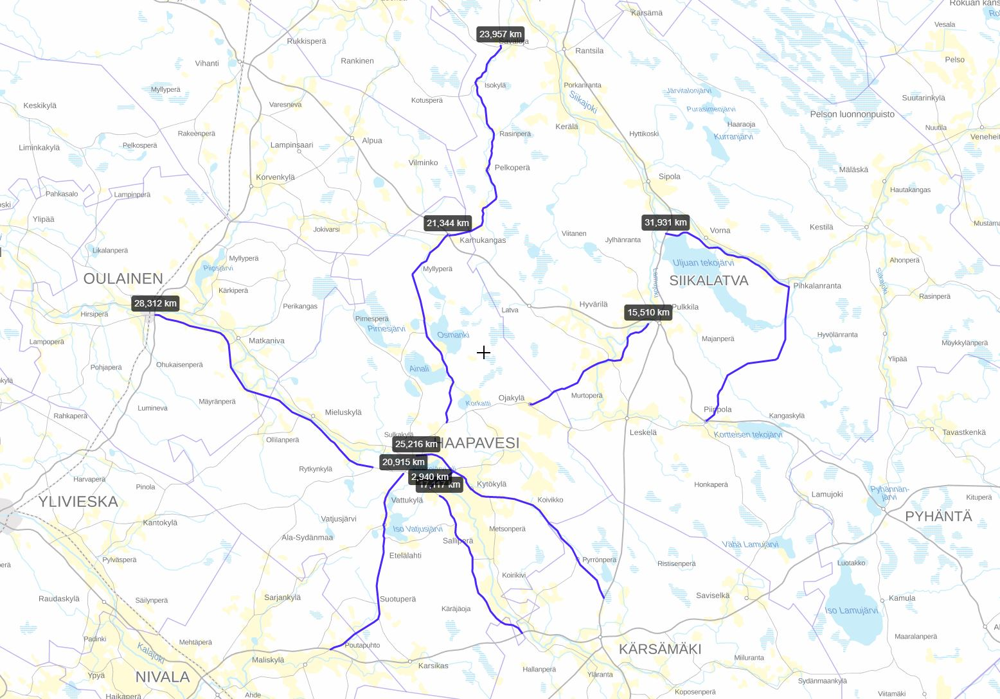 Rokuan kans
Kärsämä
Vesala
23,957 km
Savaloja
Rukkisperä
Rantsila
Pelso
Rankinen
Vihanti
Myllyperä
Isokylä
Porkanranta
Järvitalonjärvi
Siikajoki
Suutarinkylä
Keskikylä
Varesneva
Kotusperä
Purasimenjärvi
Pelson luonnonpuisto
Haaraoja
Kerälä
Nuutila
Rakeenperä
Rasinperä
Hyttikoski
Kurranjärvi
Alpua
Liminkakylä
Pelkosperä
Lampinsaari
Vilminko
Pelkoperä
Mäläskä
Korvenkylä
Sipola
Hautakangas
Pahkasalo
Lampinperä
Ylipää
21,344 km
31,931 km
Jokivarsi
Vorna
Kestilä
Viitanen
Karhukangas
Jylhänranta
Likalanperä
Myllyperä
Ahonperä
Uljuan tekojärvi
Piipsjärvi
Myllyperä
OULAINEN
SIIKALATVA
Lamujoki
Siikajoki
Pihkalanranta
Kärkiperä
Rasinperä
28,312 km
Perikangas
Hyvärilä
Pulkkila
Latva
15,510 km
Hirsiperä
Pirnesperä
Pirnesjärvi
Osmanki
Hyvölänranta
Majanperä
Lampoperä
Matkaniva
Möykkylänperä
Ylipää
Pohjaperä
Ohukaisenperä
Ainali
Murtoperä
Ojakylä
Mäyränperä
Korkatti
Lumineva
Piippola
Mieluskylä
Rahkaperä
Kangaskylä
Leskelä
Tavastkenkä
Sulkakylä
Kortteisen tekojärvi
Ollilanperä
HAAPAVESI
25,216 km
20,915 km
Rytkynkylä
2,940 km
17,117 km
Harvaperä
Kytökylä
Honkaperä
Pinola
Pyhännän-
järvi
Lamujoki
Kituperä
YLIVIESKA
Vattukylä
Koivikko
PYHÄNTÄ
Kantokylä
Vatjusjärvi
Iso Vatjusjärvi
Metsonperä
Ala-Sydänmaa
Salliperä
Vähä Lamujärvi
Etelälahti
Pylväsperä
Pyrrönperä
Ristisenperä
Luotakko
Koirikivi
Raudaskylä
Säilynperä
Sarjankylä
Suotuperä
Saviselkä
Kamula
Käräjäoja
Iso Lamujärvi
Padinki
Mehtäperä
Poutapuhto
Maaralanperä
Kalajoki
KÄRSÄMÄKI
Maliskylä
Miiluranta
Karsikas
Hallanperä
Ypyä
NIVALA
Yläranta
Sydänmaankylä
Haikaperä
Ahde
Koposenperä
Viitamäki